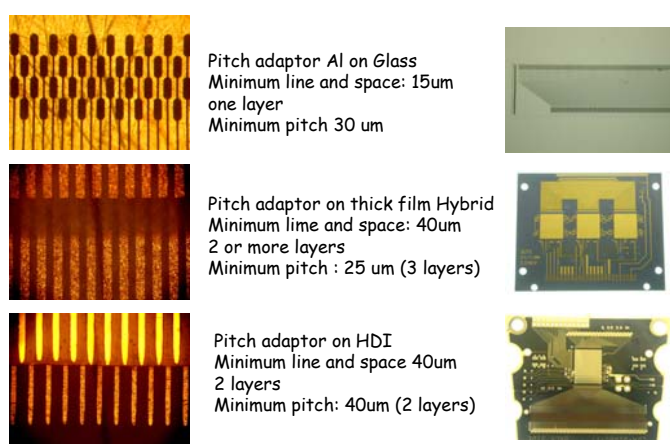 Pitch adaptor Al on Glass
Minimum line and space: 15um
one layer
Minimum pitch 30 um
Pitch adaptor on thick film Hybrid
Minimum lime and space: 40um
2 or more layers
Minimum pitch : 25 um (3 layers)
Pitch adaptor on HDI
Minimum line and space 40um
2 layers
Minimum pitch: 40um (2 layers)